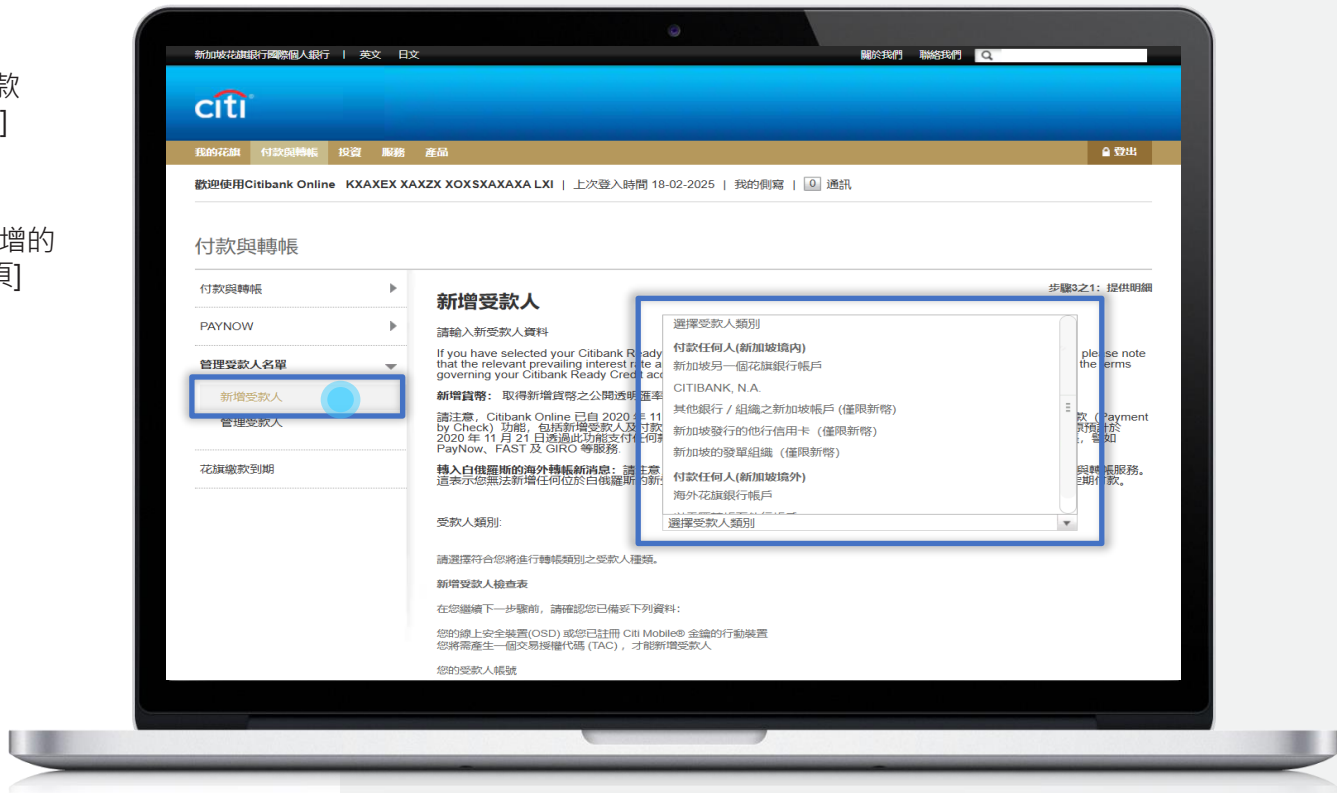 款
]
增的
頁]
新加坡花旗銀行國際個人銀行 | 英文 日文 關於我們 聯絡我們
citi
我的花旗 付款與轉帳 投資 服務 產品 登出
歡迎使用Citibank Online KXAXEX XAXZX XOXSXAXAXA LXI | 上次登入時間 18-02-2025 | 我的側寫 | 0 通訊
付款與轉帳
付款與轉帳
PAYNOW
管理受款人名單
新增受款人
管理受款人
花旗繳款到期
步驟3之1: 提供明細
新增受款人
請輸入新受款人資料
If you have selected your Citibank Ready please note
that the relevant prevailing interest rate a the terms
governing your Citibank Ready Credit acc
新增貨幣: 取得新增貨幣之公開透明匯率
請注意，Citibank Online 已自 2020 年 11 款（Payment
by Check）功能，包括新增受款人及付款 原預計於
2020 年 11 月 21 日透過此功能支付任何款 ，譬如
PayNow、FAST 及 GIRO 等服務.
轉入白俄羅斯的海外轉帳新消息: 請注意 與轉帳服務。
這表示您無法新增任何位於白俄羅斯的新 定期付款。
選擇受款人類別
付款任何人(新加坡境內)
新加坡另一個花旗銀行帳戶
CITIBANK, N.A.
其他銀行 / 組織之新加坡帳戶 (僅限新幣)
新加坡發行的他行信用卡（僅限新幣）
新加坡的發單組織（僅限新幣）
付款任何人(新加坡境外)
海外花旗銀行帳戶
受款人類別: 選擇受款人類別
請選擇符合您將進行轉帳類別之受款人種類。
新增受款人檢查表
在您繼續下一步驟前，請確認您已備妥下列資料:
您的線上安全裝置(OSD) 或您已註冊 Citi Mobile® 金鑰的行動裝置
您將需產生一個交易授權代碼 (TAC) ，才能新增受款人
您的受款人帳號